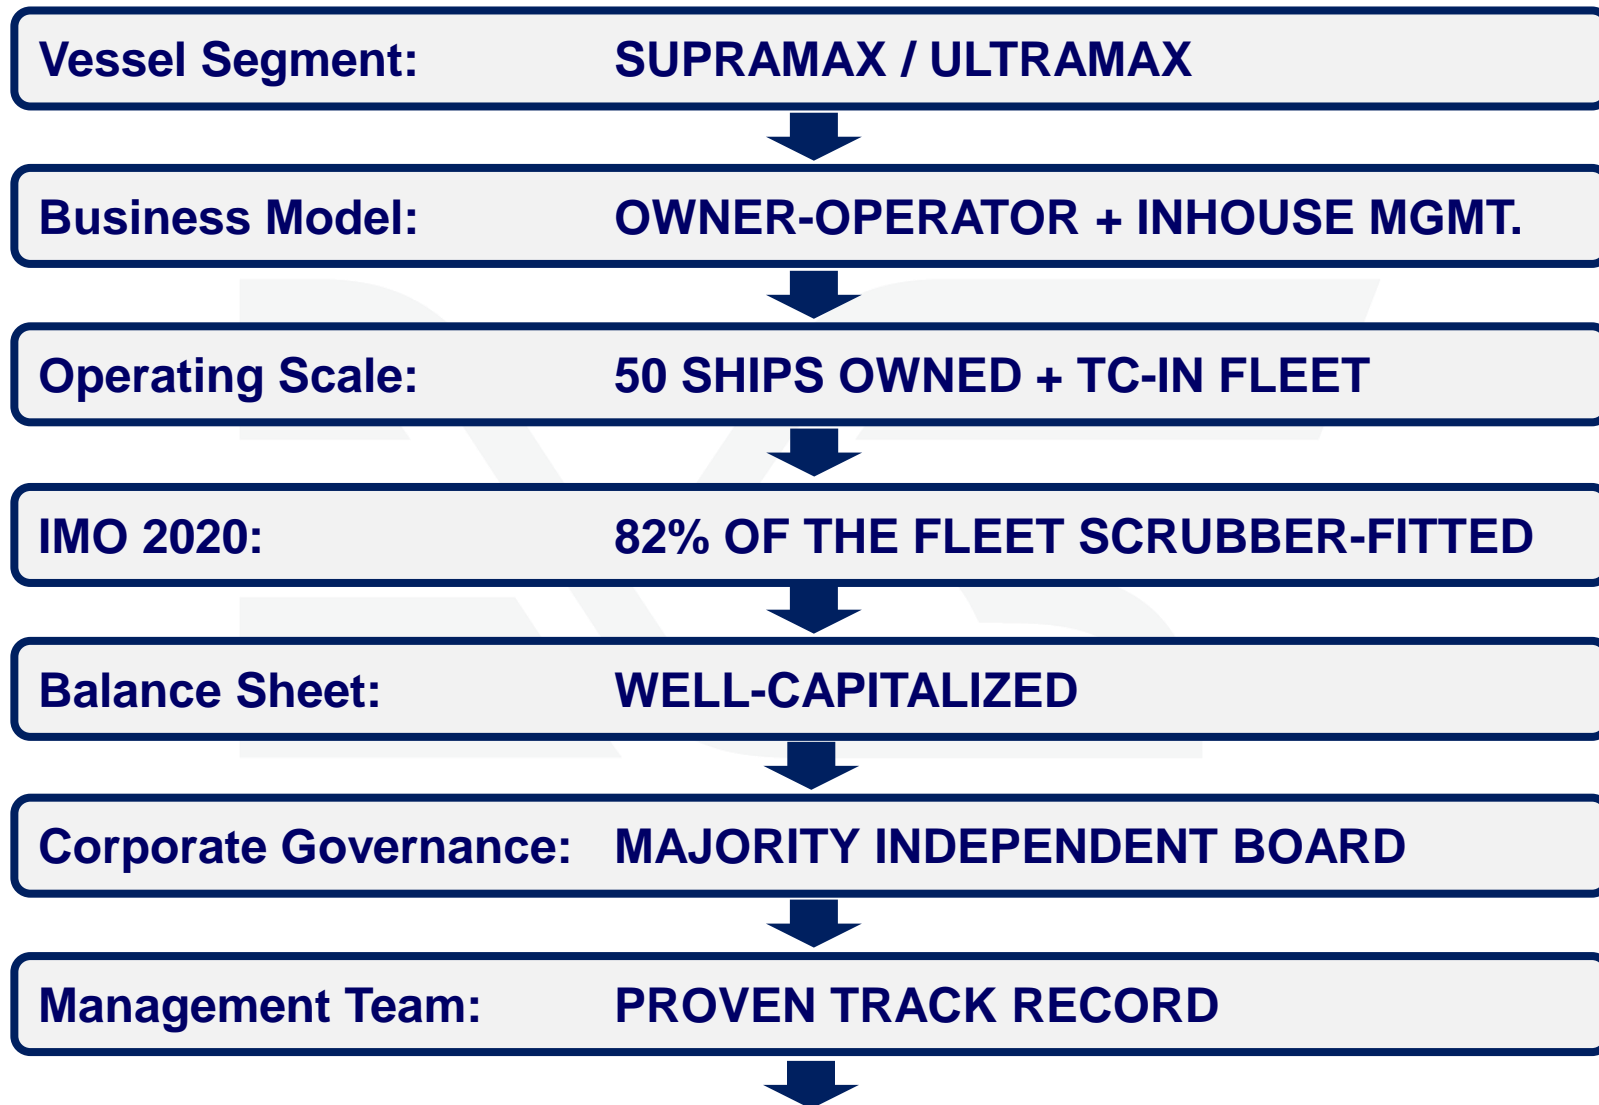 Vessel Segment: SUPRAMAX / ULTRAMAX
Business Model: OWNER-OPERATOR + INHOUSE MGMT.
Operating Scale: 50 SHIPS OWNED + TC-IN FLEET
IMO 2020: 82% OF THE FLEET SCRUBBER-FITTED
Balance Sheet: WELL-CAPITALIZED
Corporate Governance: MAJORITY INDEPENDENT BOARD
Management Team: PROVEN TRACK RECORD